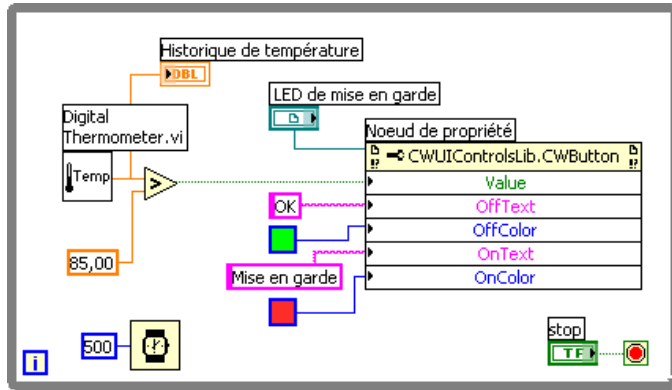 Historique de température
DBL
LED de mise en garde
Digital
Thermometer.vi
Noeud de propriété
CWUIControlsLib.CWButton
Temp
>
Value
OK
OffText
OffColor
85,00
OnText
Mise en garde
OnColor
500
stop
TF
i